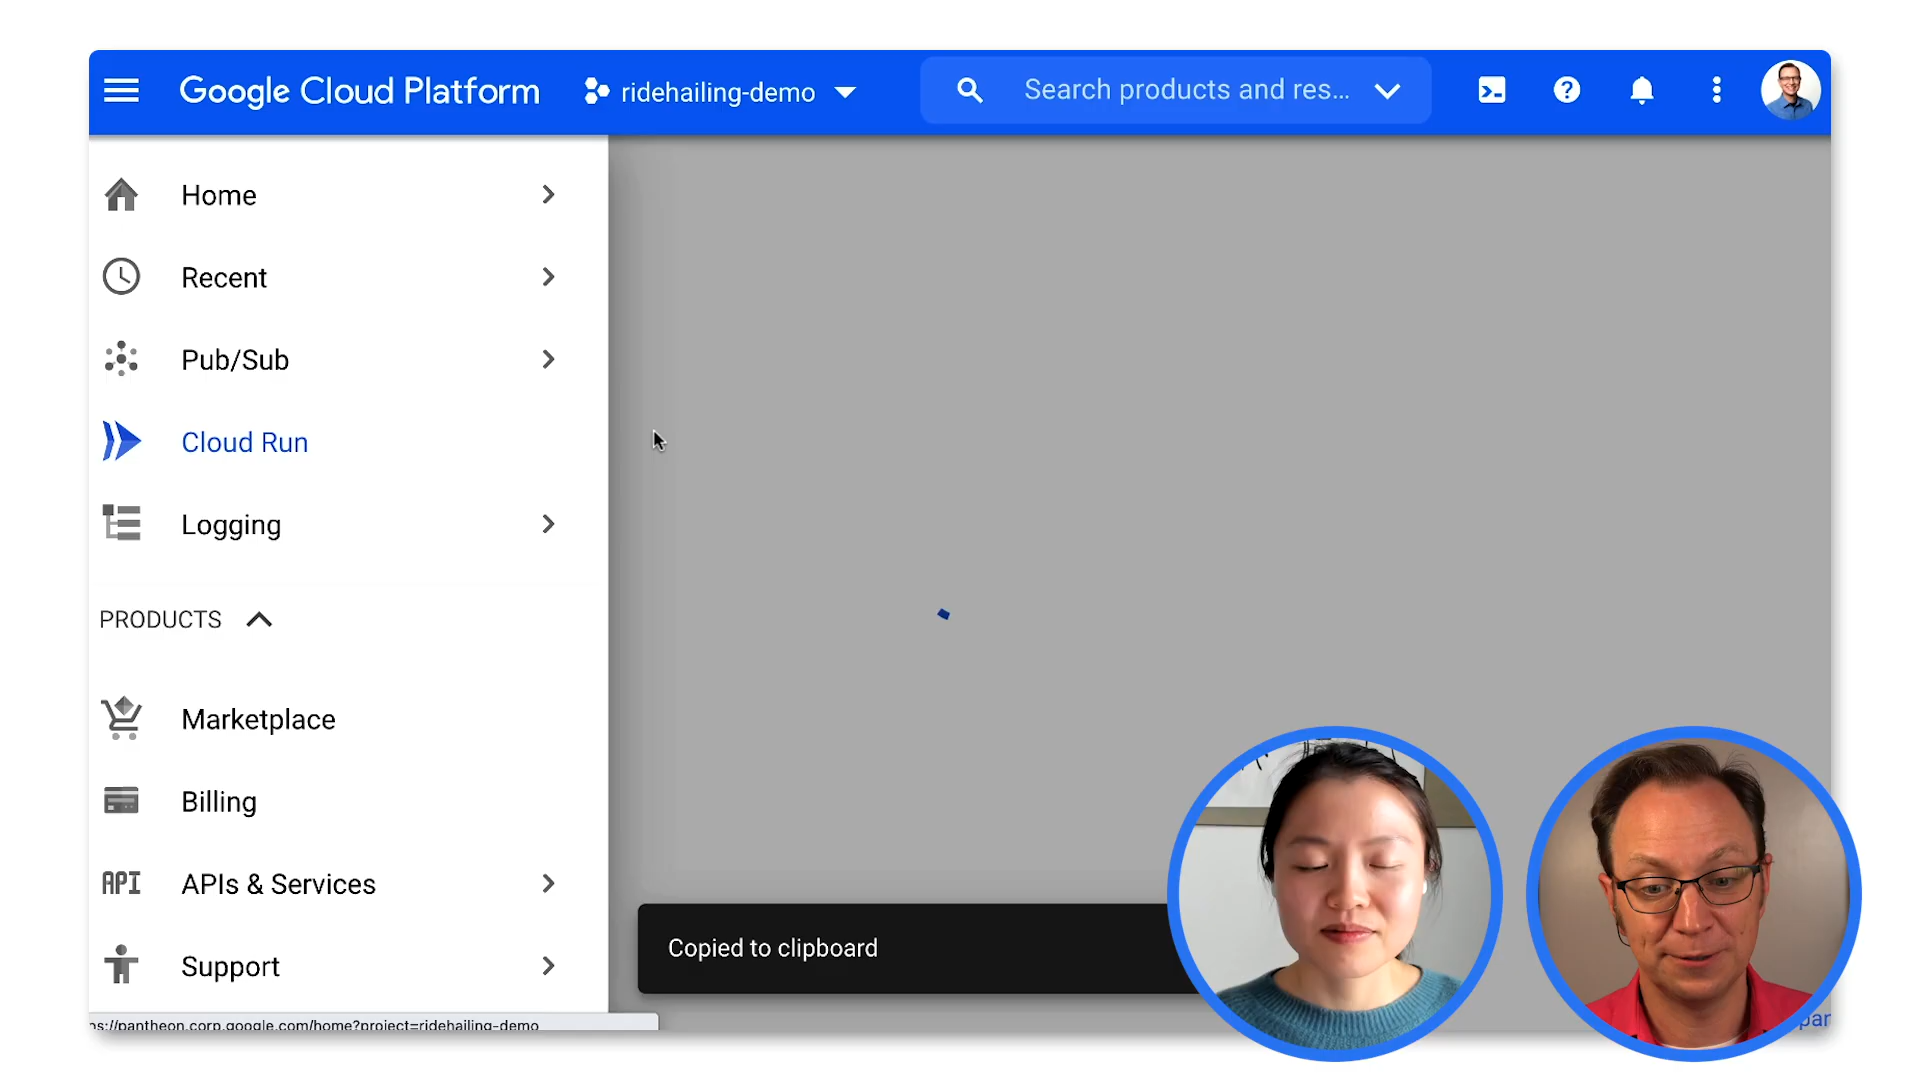 Google Cloud Platform
ridehailing-demo
Search products and res...
Home
Recent
Pub/Sub
Cloud Run
Logging
PRODUCTS
Marketplace
Billing
API
APIs & Services
Support
Copied to clipboard
ps://pantheon.corp.google.com/home?project=ridehailing-demo